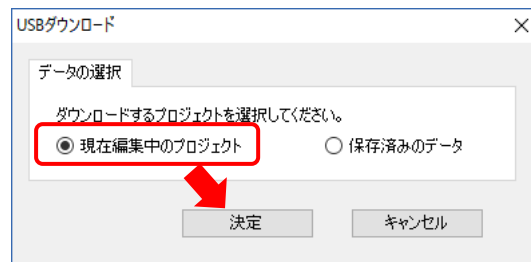 USBダウンロード
データの選択
ダウンロードするプロジェクトを選択してください。
現在編集中のプロジェクト 保存済みのデータ
決定 キャンセル